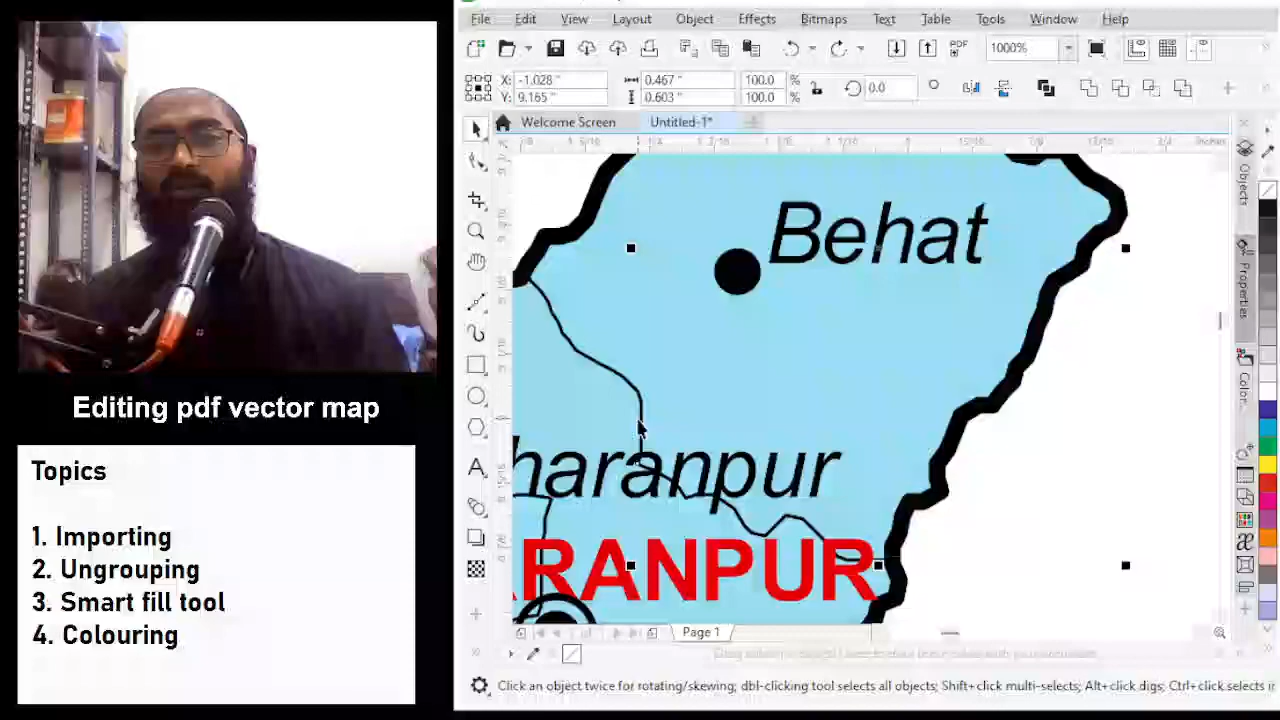 File Edit View Layout Object Effects Bitmaps Text Table Tools Window Help
PDF 1000%
X: -1.028 " 0.467 " 100.0 %
Y: 9.165 " 0.603 " 100.0 % 0.0
Welcome Screen Untitled-1*
inches
Behat
haranpur
RANPUR
Objects
Properties
Color
Page 1
Click an object twice for rotating/skewing; dbl-clicking tool selects all objects; Shift+click multi-selects; Alt+click digs; Ctrl+click selects i
Editing pdf vector map
Topics
1. Importing
2. Ungrouping
3. Smart fill tool
4. Colouring